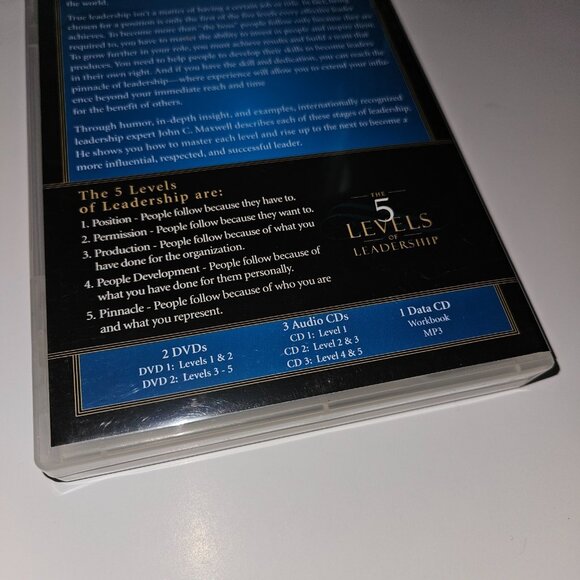 the world.
True leadership isn't a matter of having a certain job or title. In fact, being
chosen for a position is only the first of the five levels every effective leader
achieves. To become more than "the boss" people follow only because they are
required to, you have to master the ability to invest in people and inspire them.
To grow further in your role, you must achieve results and build a team that
produces. You need to help people to develop their skills to become leaders
in their own right. And if you have the skill and dedication, you can reach the
pinnacle of leadership—where experience will allow you to extend your influ-
ence beyond your immediate reach and time
for the benefit of others.
Through humor, in-depth insight, and examples, internationally recognized
leadership expert John C. Maxwell describes each of these stages of leadership.
He shows you how to master each level and rise up to the next to become a
more influential, respected, and successful leader.
The 5 Levels
of Leadership are:
1. Position - People follow because they have to.
2. Permission - People follow because they want to.
3. Production - People follow because of what you
have done for the organization.
4. People Development - People follow because of
what you have done for them personally.
5. Pinnacle - People follow because of who you are
and what you represent.
THE
5
LEVELS
OF
LEADERSHIP
2 DVDs
DVD 1: Levels 1 & 2
DVD 2: Levels 3 - 5
3 Audio CDs
CD 1: Level 1
CD 2: Level 2 & 3
CD 3: Level 4 & 5
1 Data CD
Workbook
MP3